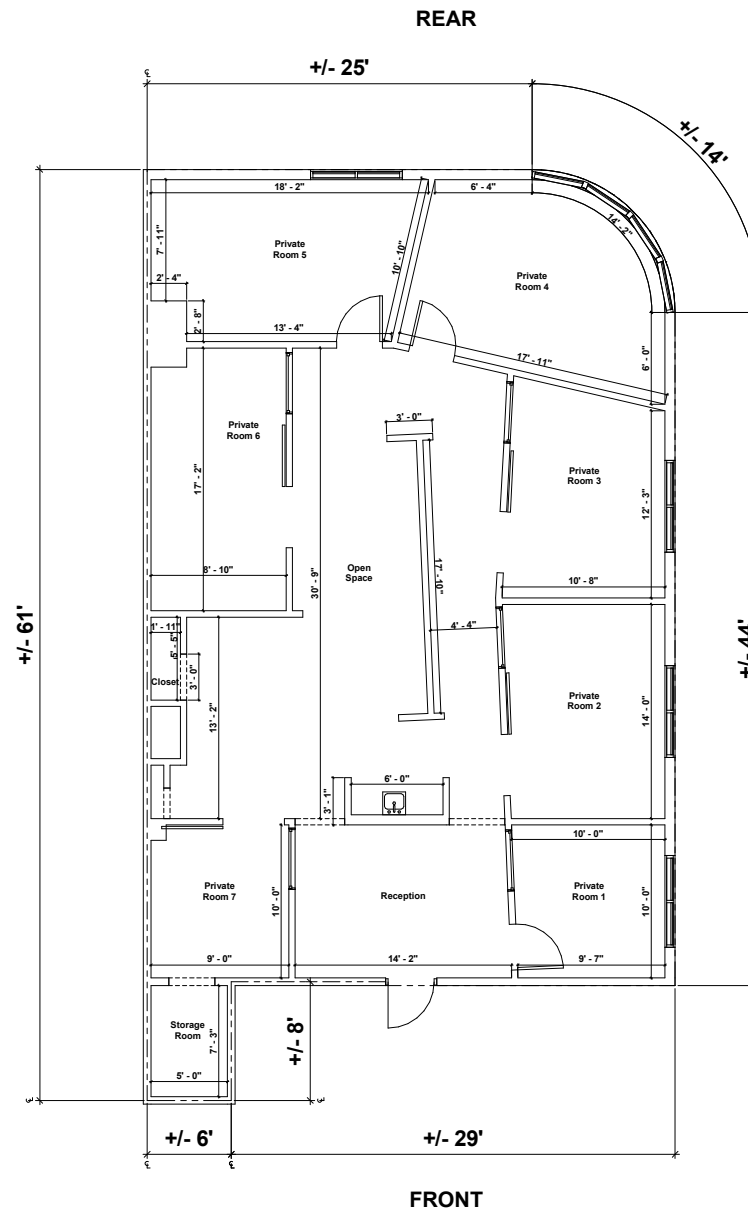 REAR
+/- 25'
+/- 14'
18' - 2"
6' - 4"
14' - 2"
7' - 11"
Private
Room 5
10' - 10"
Private
Room 4
2' - 4"
2' - 8"
13' - 4"
17' - 11"
6' - 0"
3' - 0"
Private
Room 6
17' - 2"
Private
Room 3
12' - 3"
8' - 10"
30' - 9"
Open
Space
17' - 10"
10' - 8"
+/- 61'
1' - 11"
5' - 5"
4' - 4"
+/- 44'
Closet
3' - 0"
13' - 2"
Private
Room 2
14' - 0"
6' - 0"
3' - 1"
10' - 0"
Private
Room 7
10' - 0"
Reception
Private
Room 1
10' - 0"
9' - 0"
14' - 2"
9' - 7"
Storage
Room
7' - 3"
+/- 8'
5' - 0"
+/- 6'
+/- 29'
FRONT